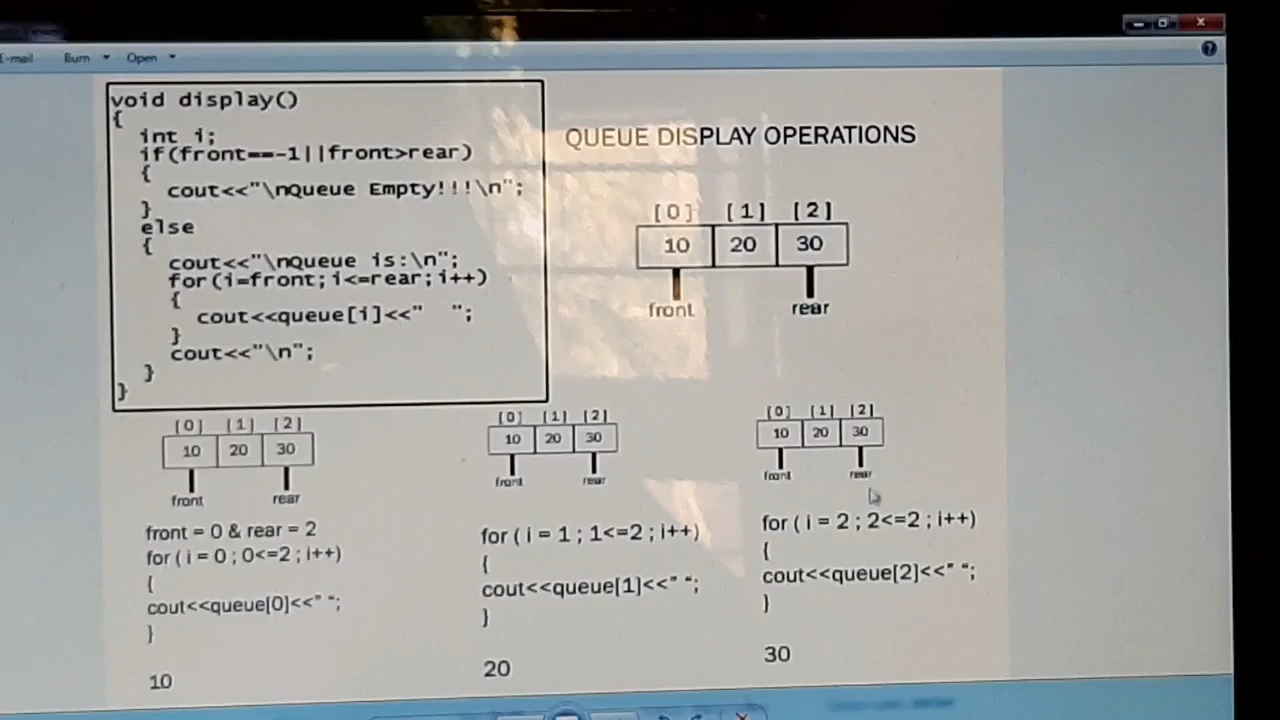 E-mail Burn Open
void display()
{
int i;
if(front==-1||front>rear)
{
cout<<"\nQueue Empty!!!\n";
}
else
{
cout<<"\nQueue is:\n";
for(i=front;i<=rear;i++)
{
cout<<queue[i]<<"  ";
}
cout<<"\n";
}
}
QUEUE DISPLAY OPERATIONS
[0] [1] [2]
10 20 30
front rear
[0] [1] [2]
10 20 30
front rear
front = 0 & rear = 2
for ( i = 0 ; 0<=2 ; i++)
{
cout<<queue[0]<<" “;
}
10
[0] [1] [2]
10 20 30
front rear
for ( i = 1 ; 1<=2 ; i++)
{
cout<<queue[1]<<" “;
}
20
[0] [1] [2]
10 20 30
front rear
for ( i = 2 ; 2<=2 ; i++)
{
cout<<queue[2]<<" “;
}
30